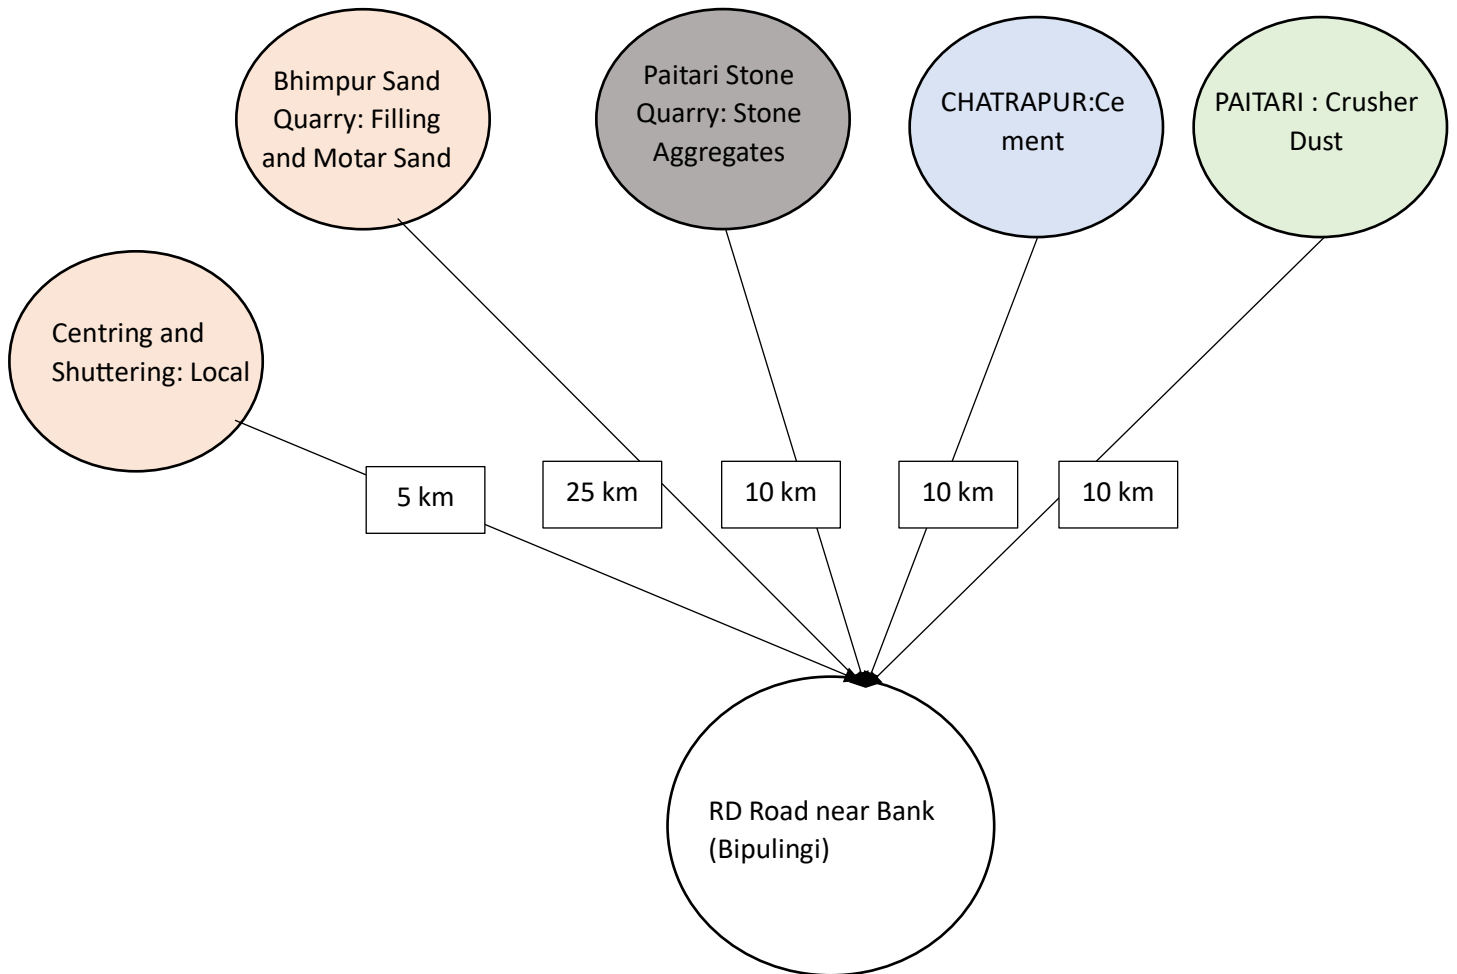 Bhimpur Sand
Quarry: Filling
and Motar Sand
Paitari Stone
Quarry: Stone
Aggregates
CHATRAPUR:Ce
ment
PAITARI : Crusher
Dust
Centring and
Shuttering: Local
5 km
25 km
10 km
10 km
10 km
RD Road near Bank
(Bipulingi)